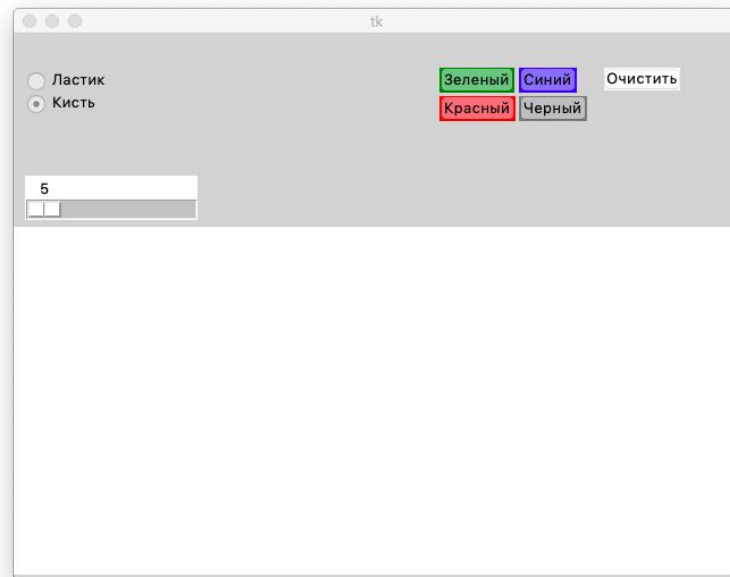 tk
Ластик
Кисть
Зеленый Синий Очистить
Красный Черный
5